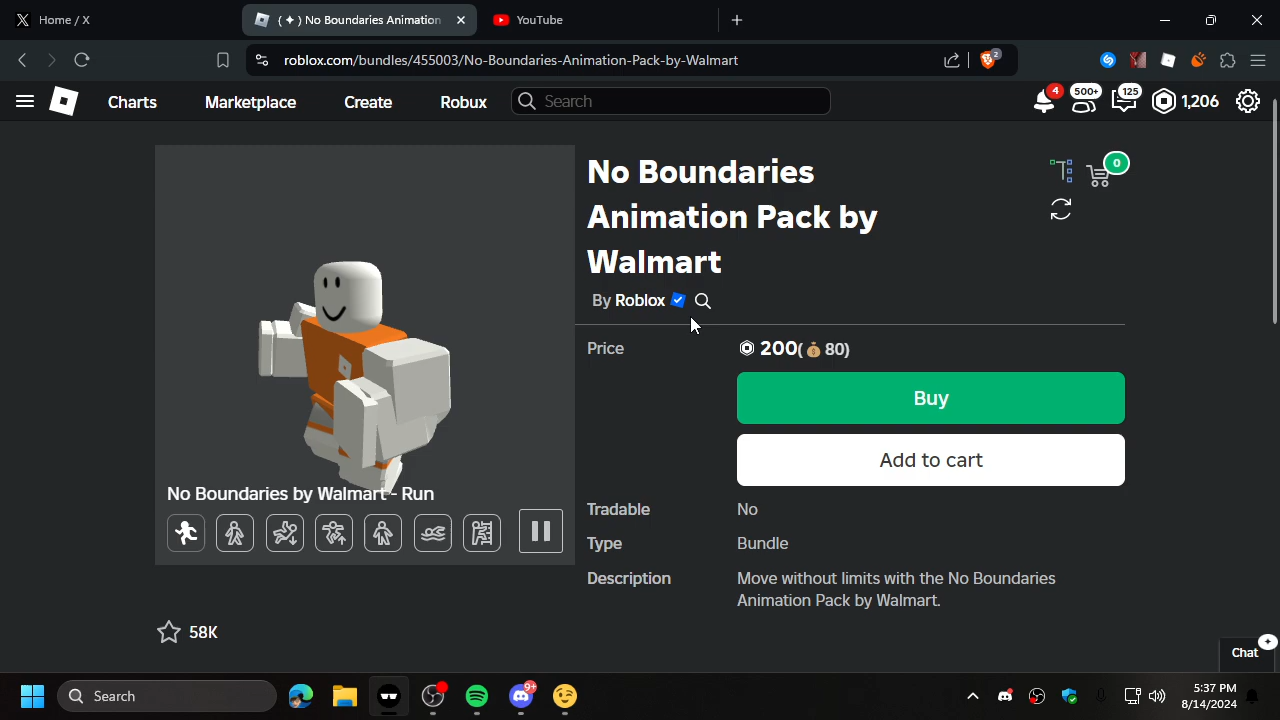 Home / X
( ✦ ) No Boundaries Animation
YouTube
roblox.com/bundles/455003/No-Boundaries-Animation-Pack-by-Walmart
2
Charts
Marketplace
Create
Robux
Search
4
500+
125
1,206
No Boundaries
Animation Pack by
Walmart
0
By Roblox
Price
200( 80)
Buy
Add to cart
No Boundaries by Walmart - Run
Tradable
No
Type
Bundle
Description
Move without limits with the No Boundaries
Animation Pack by Walmart.
58K
Chat
Search
9+
5:37 PM
8/14/2024